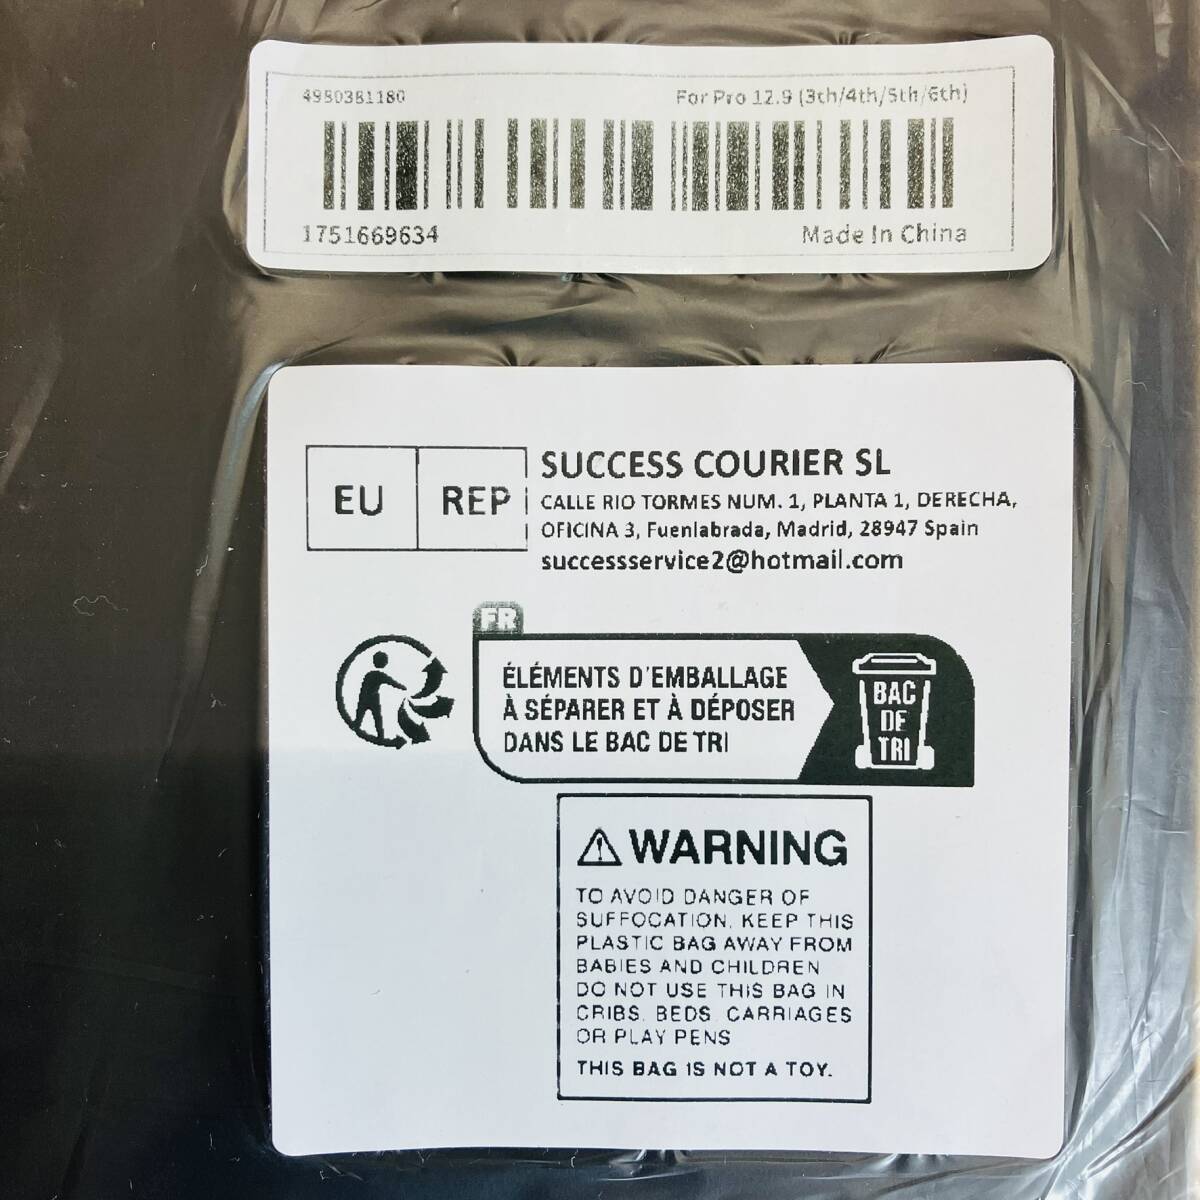 4980381180
For Pro 12.9 (3th/4th/5th/6th)
1751669634
Made In China
EU REP
SUCCESS COURIER SL
CALLE RIO TORMES NUM. 1, PLANTA 1, DERECHA,
OFICINA 3, Fuenlabrada, Madrid, 28947 Spain
successservice2@hotmail.com
FR
ÉLÉMENTS D'EMBALLAGE
À SÉPARER ET À DÉPOSER
DANS LE BAC DE TRI
BAC
DE
TRI
WARNING
TO AVOID DANGER OF
SUFFOCATION, KEEP THIS
PLASTIC BAG AWAY FROM
BABIES AND CHILDREN
DO NOT USE THIS BAG IN
CRIBS, BEDS, CARRIAGES
OR PLAY PENS
THIS BAG IS NOT A TOY.